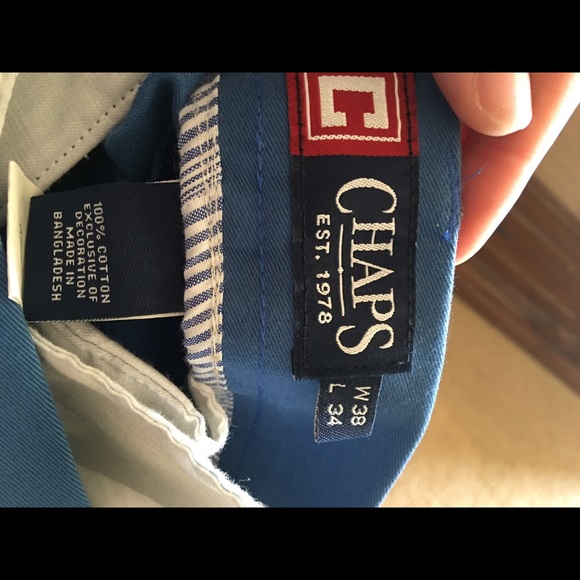 C
CHAPS
EST. 1978
W 38
L 34
100% COTTON
EXCLUSIVE OF
DECORATION
MADE IN
BANGLADESH